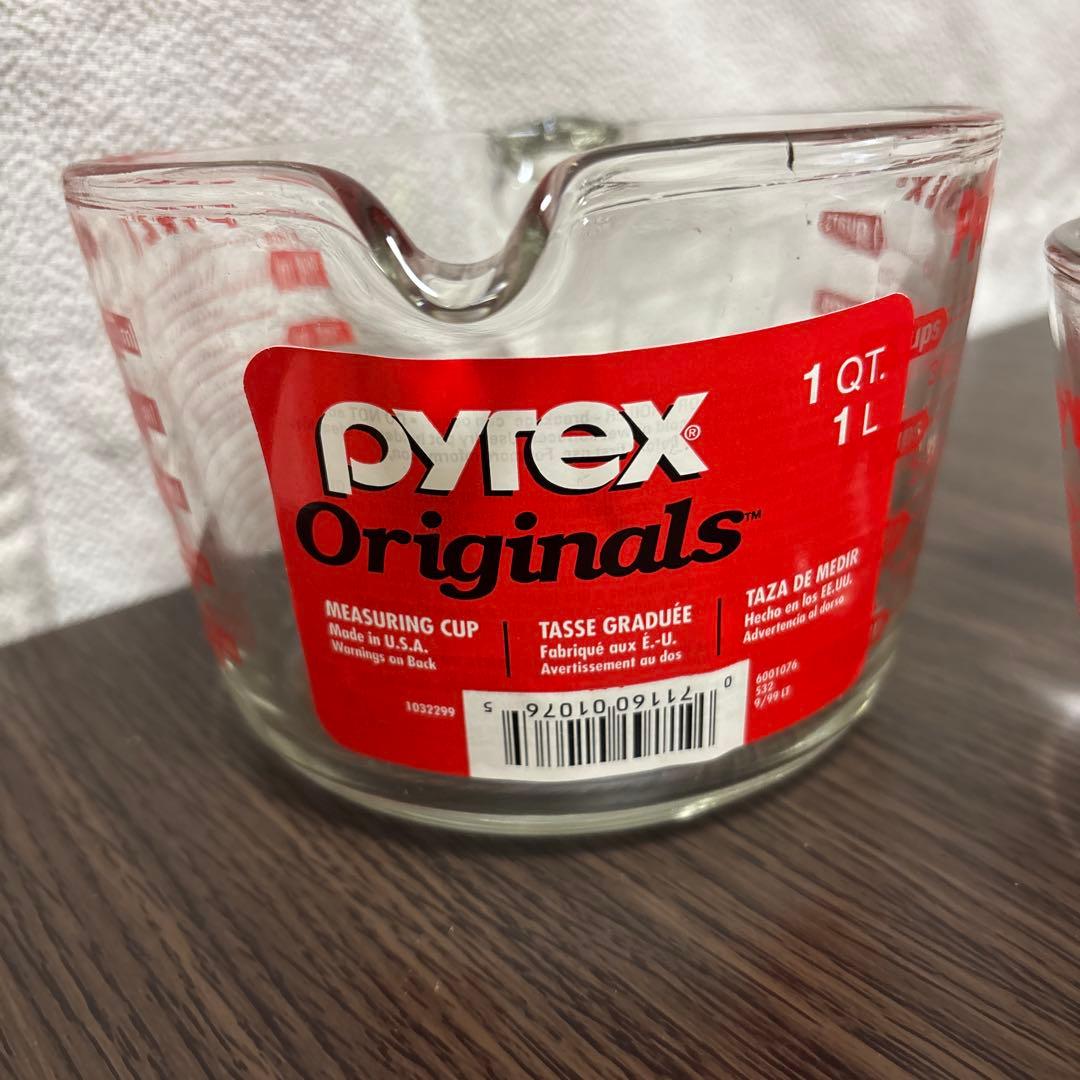 pyrex®
Originals™
1 QT.
1 L
MEASURING CUP
Made in U.S.A.
Warnings on Back
TASSE GRADUÉE
Fabriqué aux É.-U.
Avertissement au dos
TAZA DE MEDIR
Hecho en los EE.UU.
Advertencia al dorso
1032299
0 71160 01076 5
6001076
532
9/99 LT